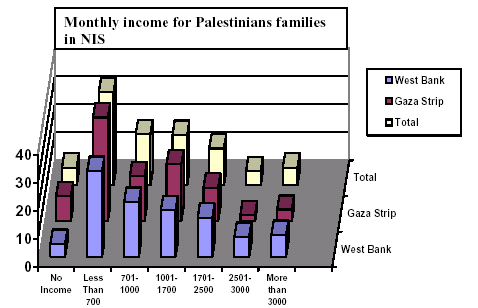 Monthly income for Palestinians families
in NIS
West Bank
Gaza Strip
Total
40
30
20
10
0
Total
Gaza Strip
West Bank
No
Income
Less
Than
700
701-
1000
1001-
1700
1701-
2500
2501-
3000
More
than
3000